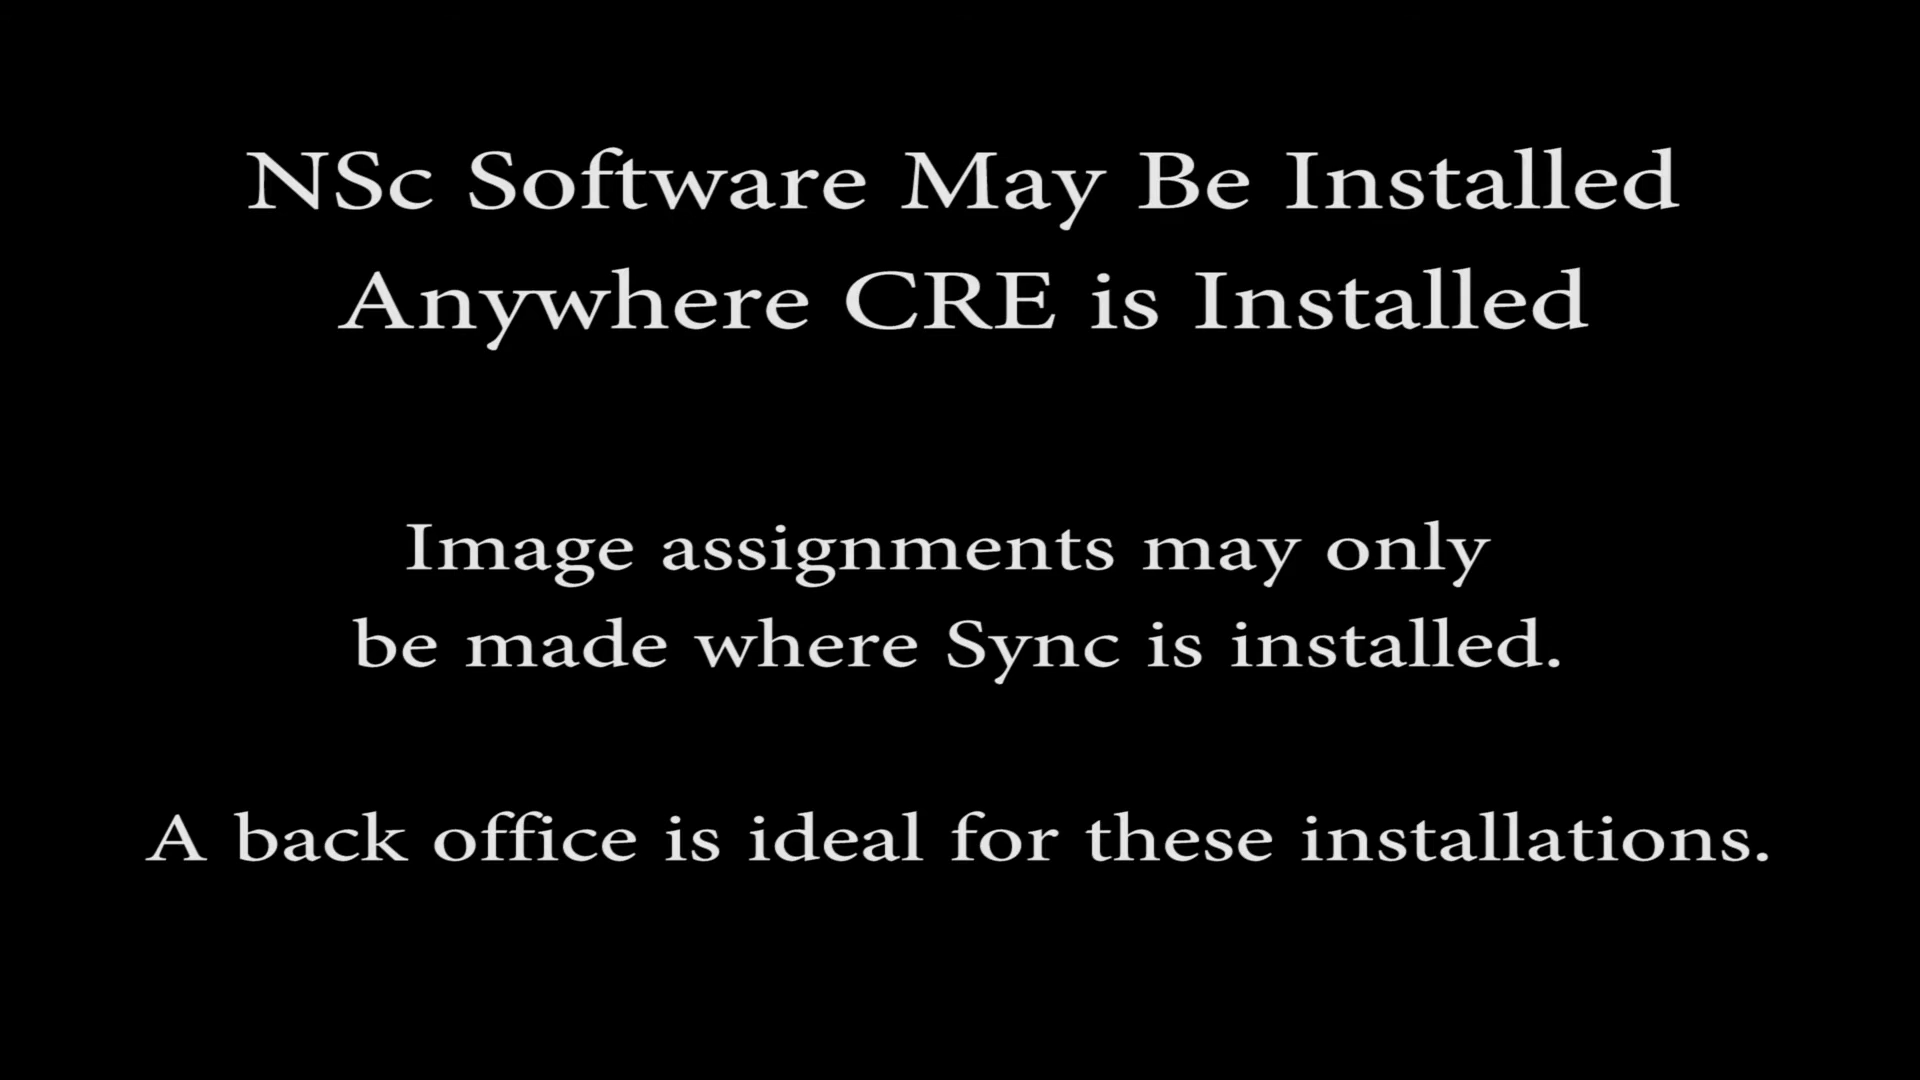 NSc Software May Be Installed
Anywhere CRE is Installed
Image assignments may only
be made where Sync is installed.
A back office is ideal for these installations.